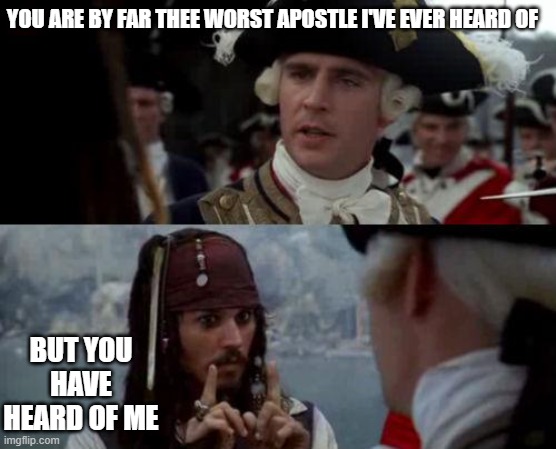 YOU ARE BY FAR THEE WORST APOSTLE I'VE EVER HEARD OF
BUT YOU
HAVE
HEARD OF ME
imgflip.com